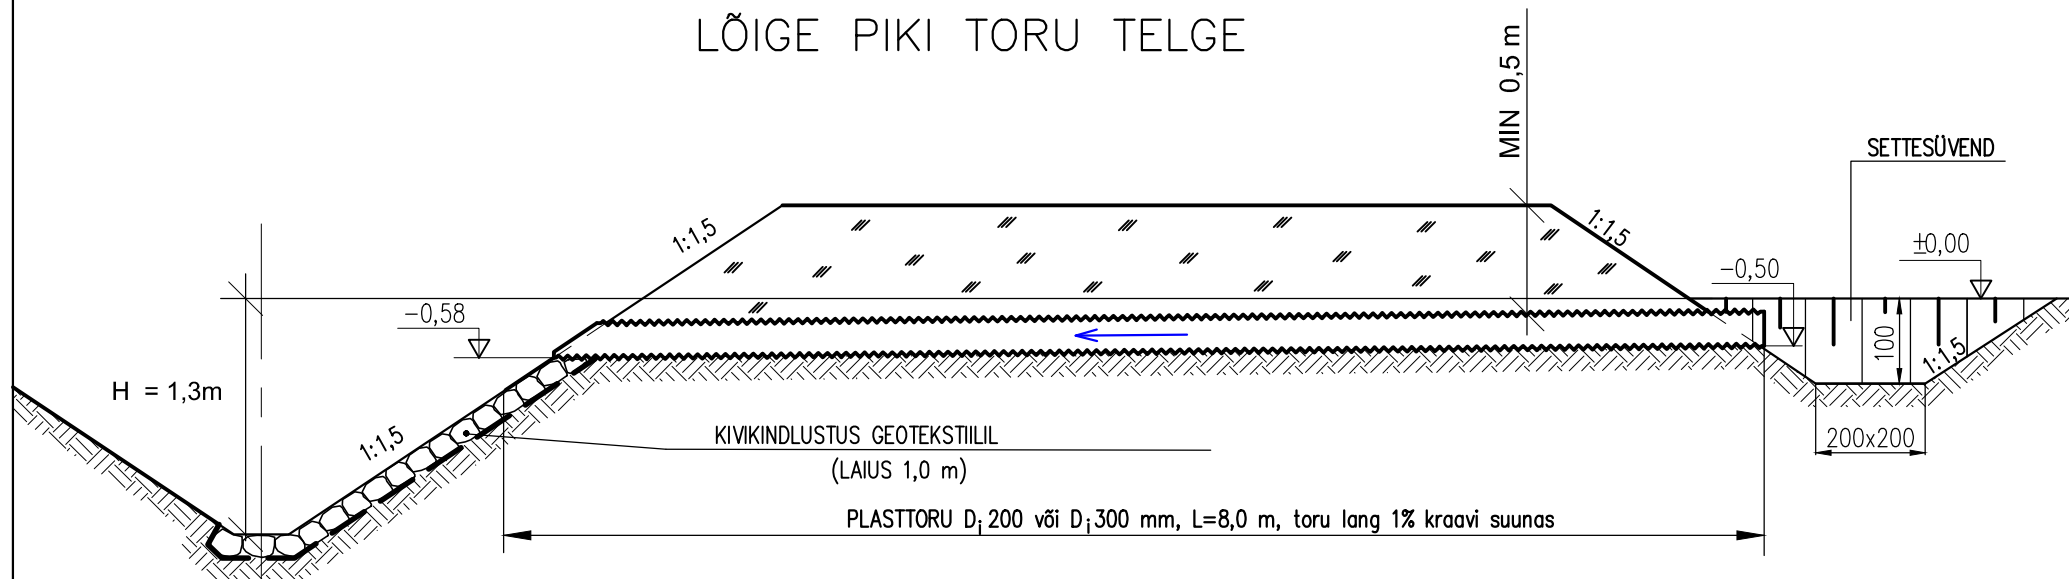 LÕIGE PIKI TORU TELGE
MIN 0,5 m
SETTESÜVEND
1:1,5
1:1,5
±0,00
-0,50
-0,58
100
1:1,5
H = 1,3m
1:1,5
KIVIKINDLUSTUS GEOTEKSTIILIL
(LAIUS 1,0 m)
200x200
PLASTTORU Di 200 või Di 300 mm, L=8,0 m, toru lang 1% kraavi suunas